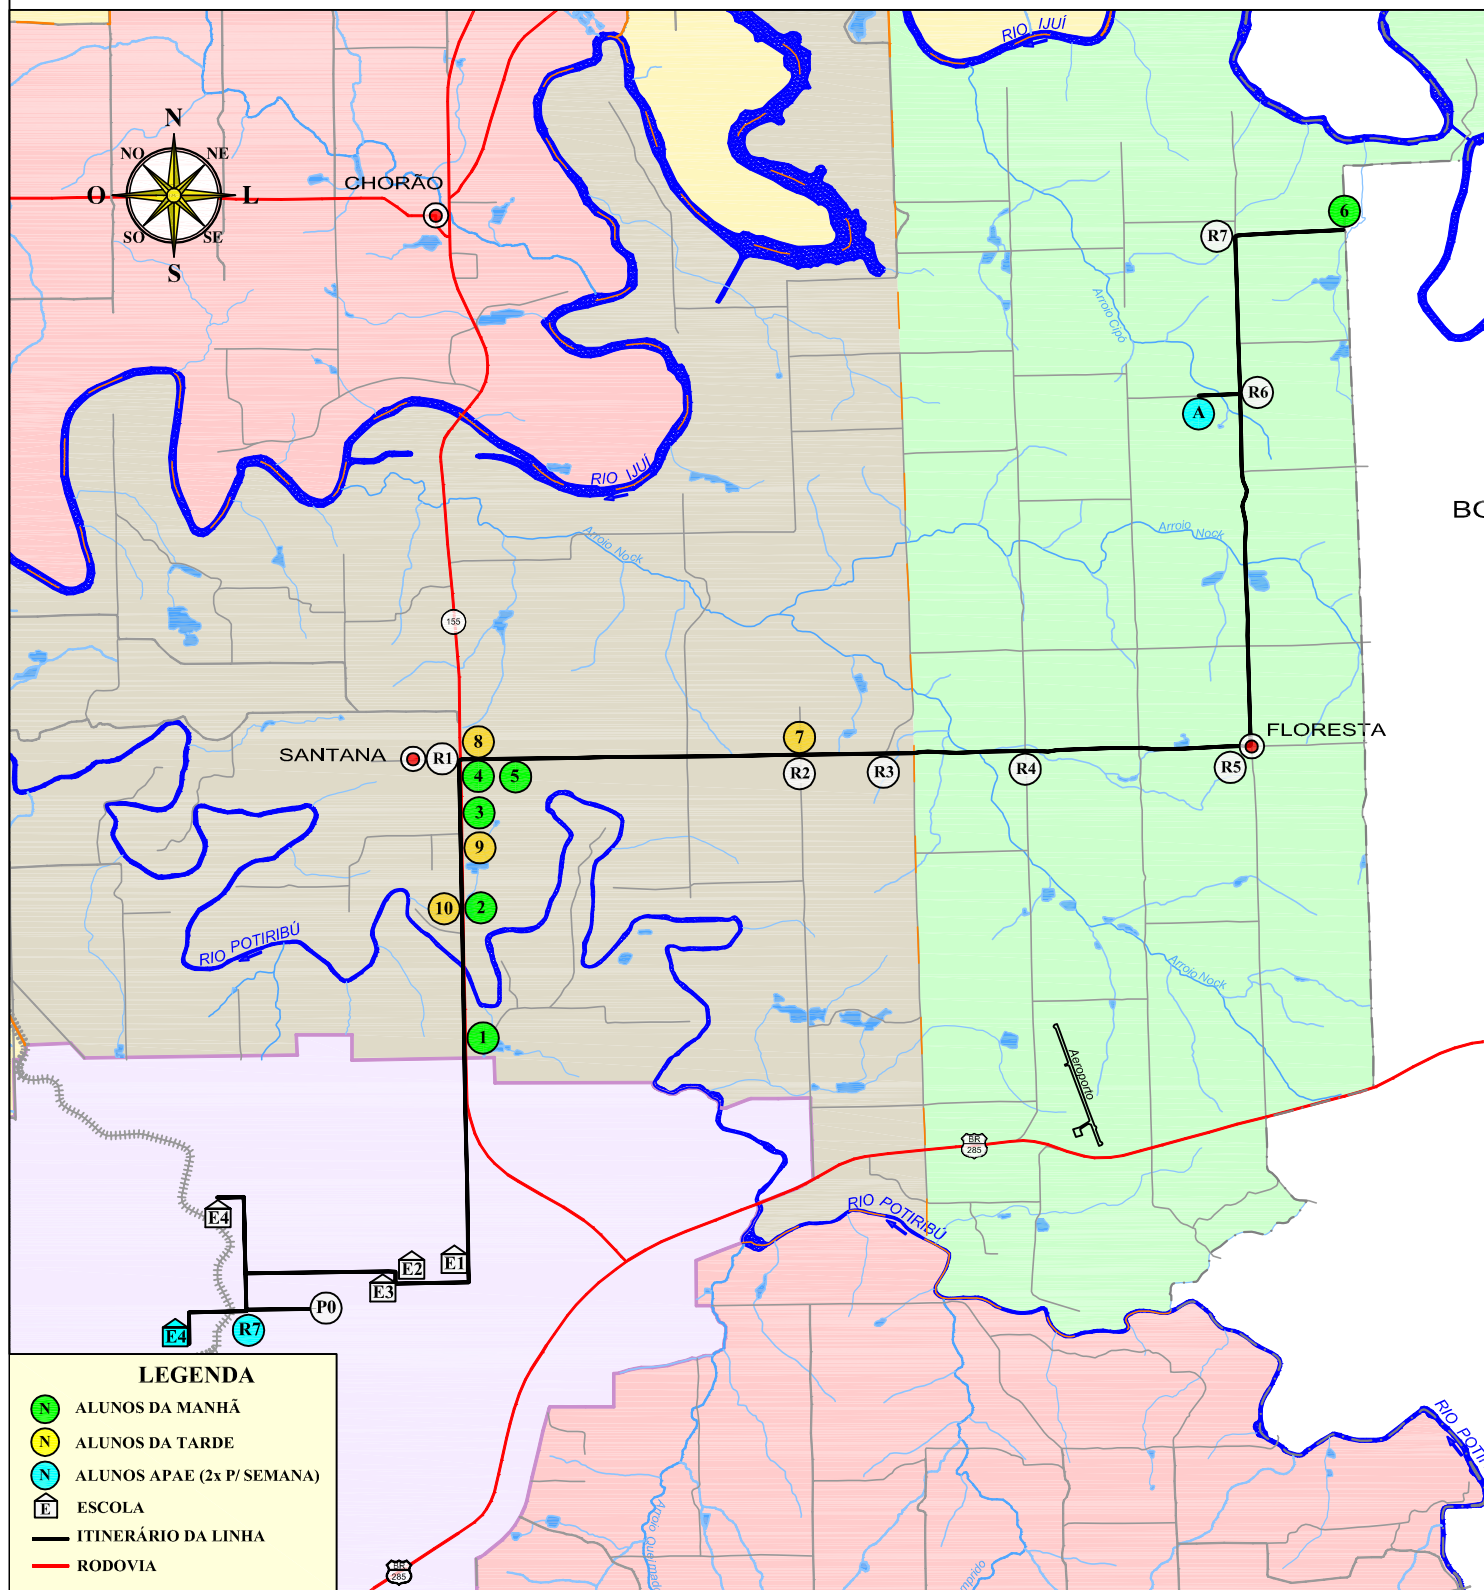 RIO IJUÍ
N
NO
NE
O
L
SO
SE
S
CHORÃO
6
R7
Arroio Cipó
R6
A
RIO IJUÍ
BO
Arroio Nock
Arroio Nock
155
8
7
FLORESTA
SANTANA
R1
4
5
R2
R3
R4
R5
3
9
10
2
RIO POTIRIBÚ
Arroio Nock
1
Aeroporto
BR
285
E4
RIO POTIRIBÚ
E1
E2
E3
P0
E4
R7
LEGENDA
N ALUNOS DA MANHÃ
N ALUNOS DA TARDE
N ALUNOS APAE (2x P/ SEMANA)
E ESCOLA
ITINERÁRIO DA LINHA
RODOVIA
RIO POTI
Arroio Queimad
mprido
BR
285